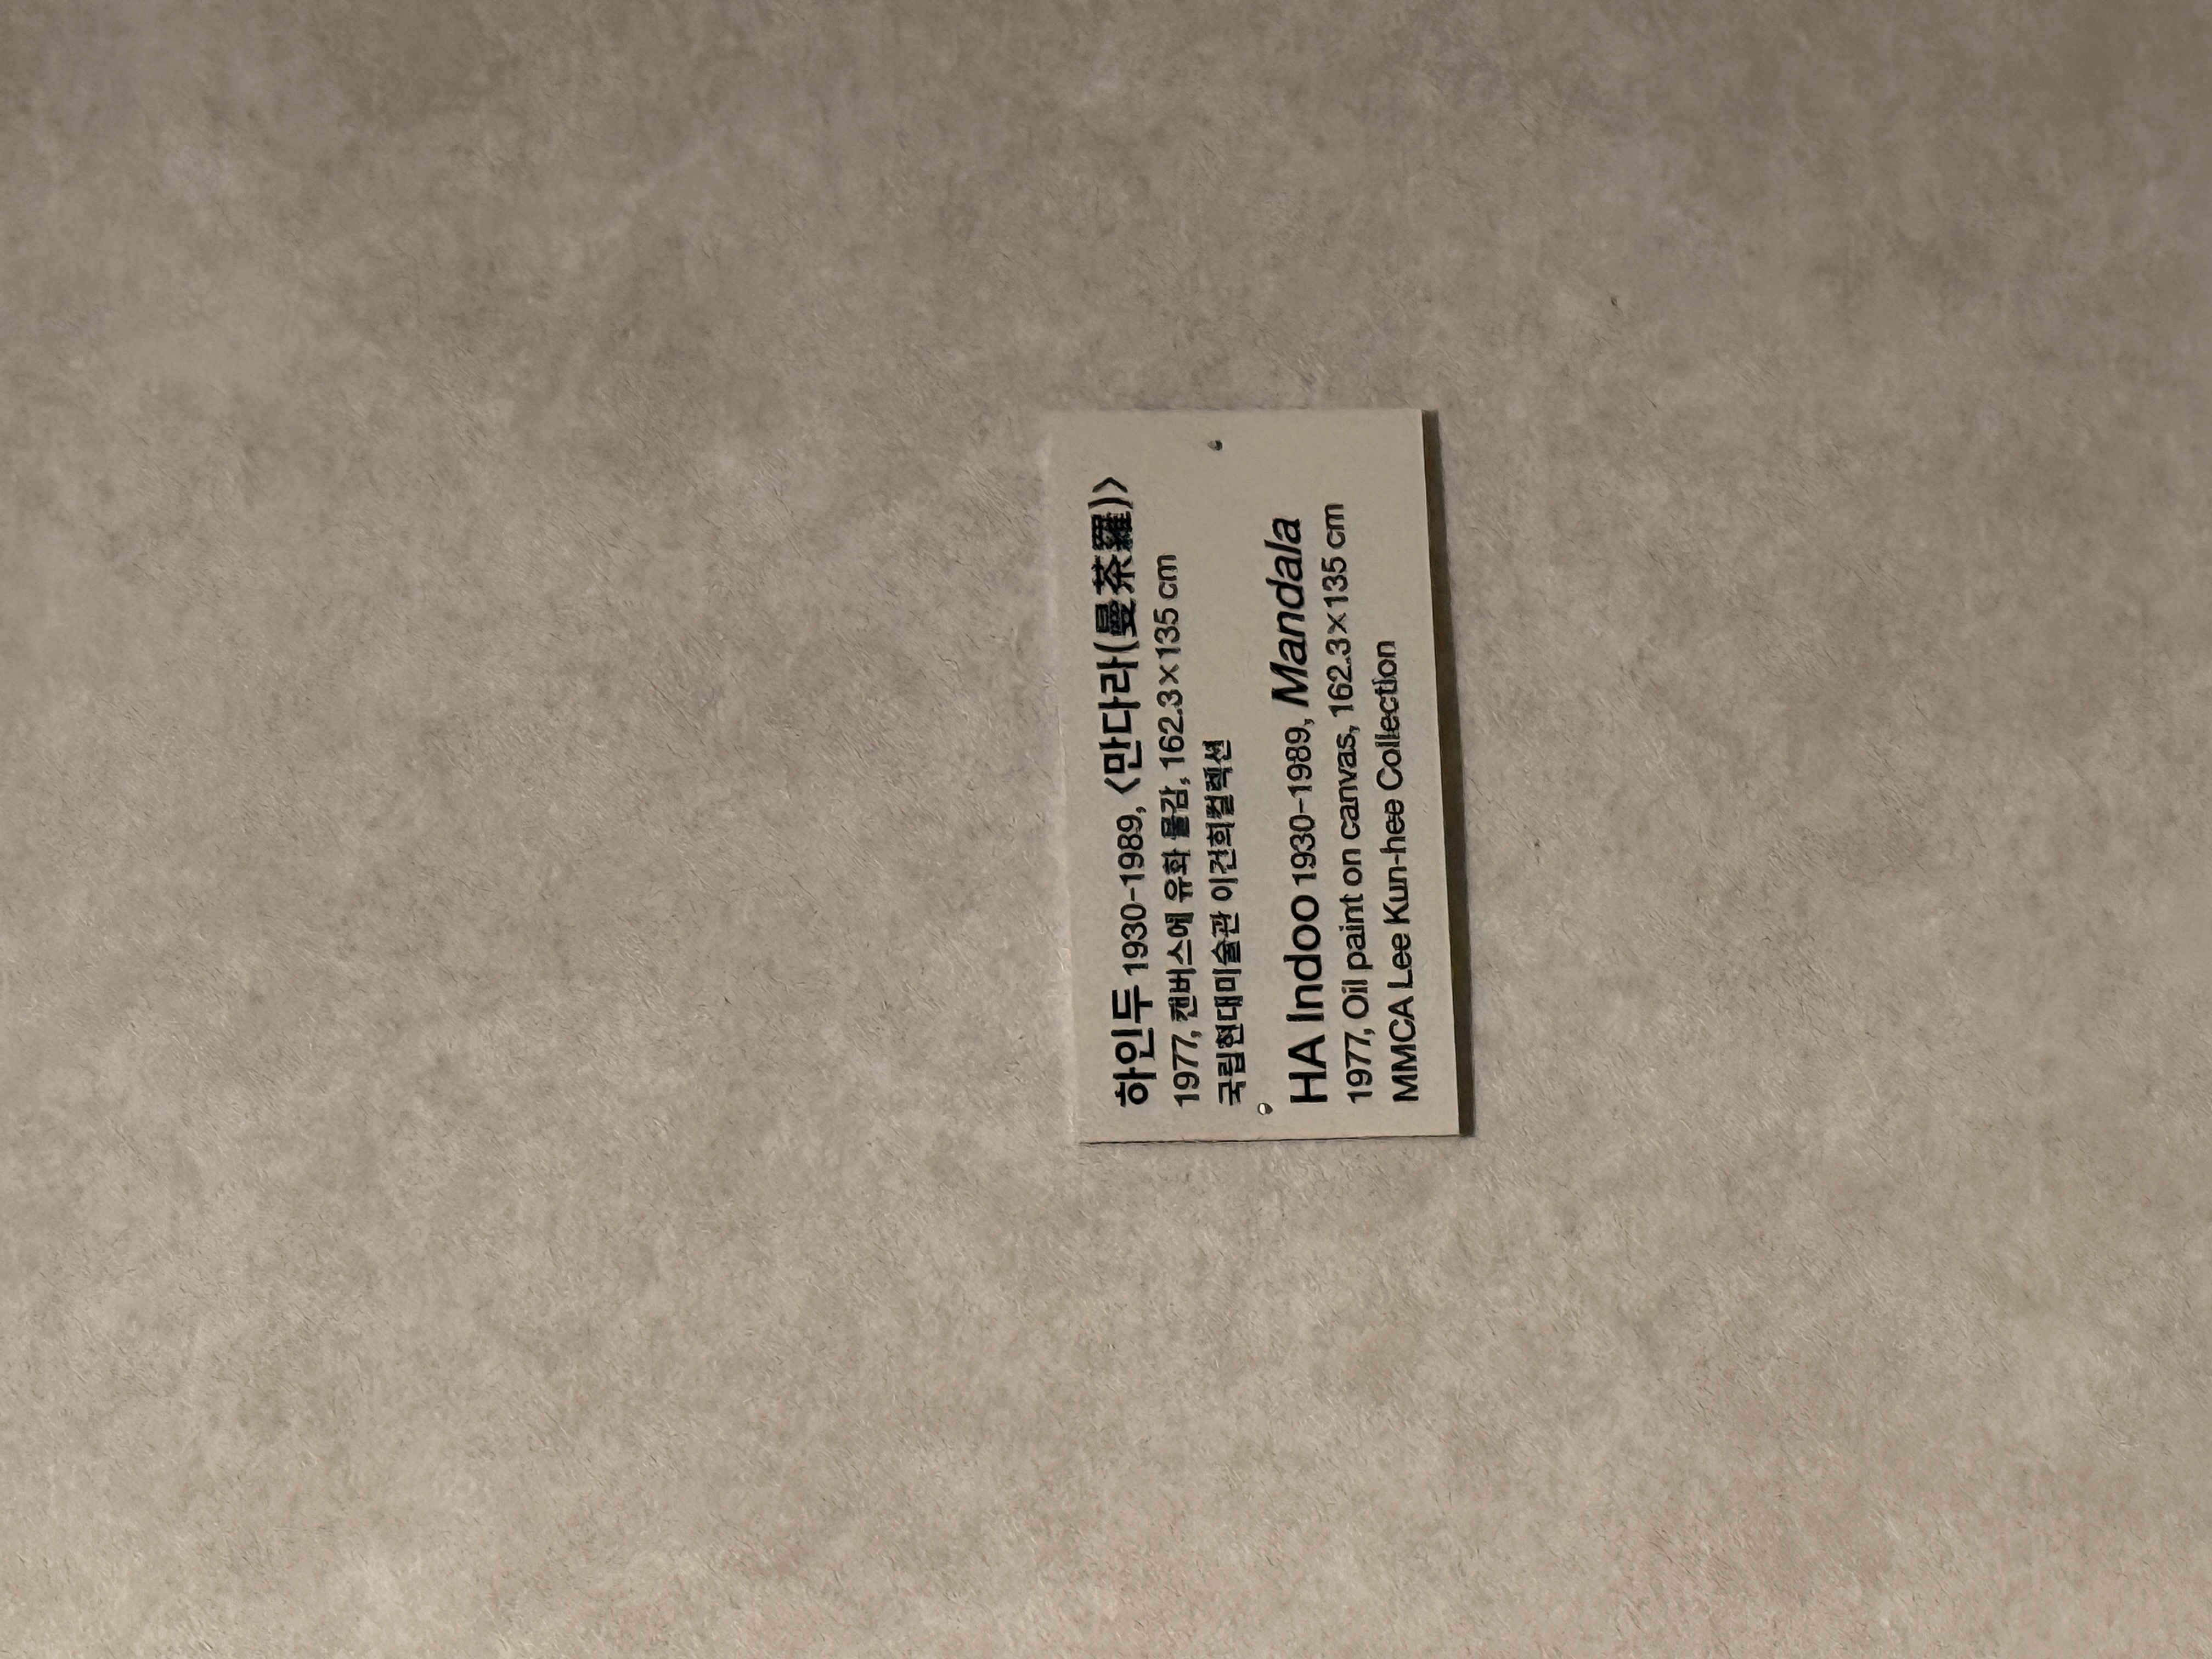 하인두 1930-1989, 〈만다라(曼茶羅)〉
1977, 캔버스에 유화 물감, 162.3×135 cm
국립현대미술관 이건희컬렉션
HA Indoo 1930-1989, Mandala
1977, Oil paint on canvas, 162.3×135 cm
MMCA Lee Kun-hee Collection